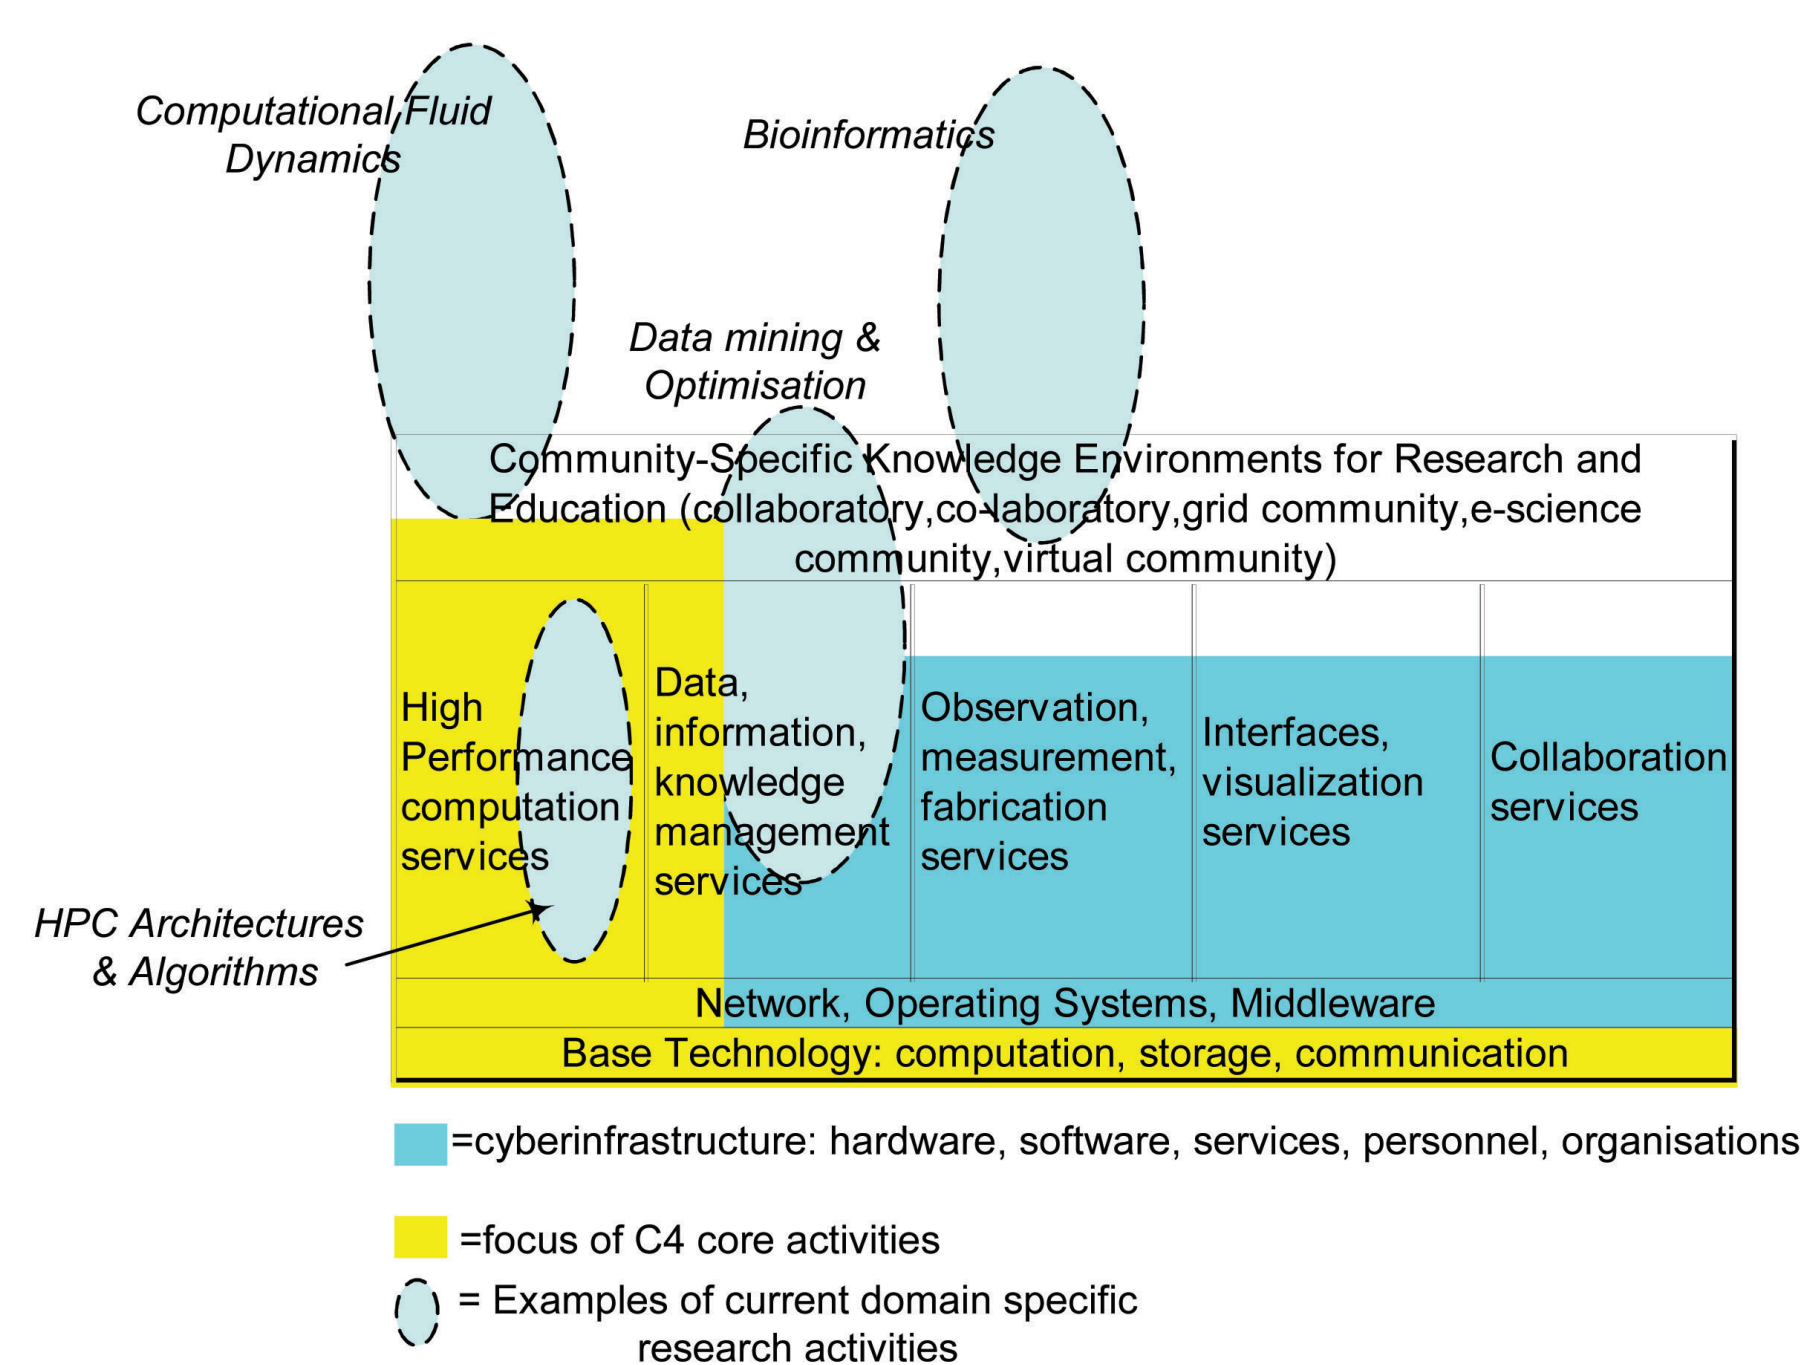 Computational Fluid
Dynamics
Bioinformatics
Data mining &
Optimisation
Community-Specific Knowledge Environments for Research and
Education (collaboratory,co-laboratory,grid community,e-science
community,virtual community)
High
Performance
computation
services
Data,
information,
knowledge
management
services
Observation,
measurement,
fabrication
services
Interfaces,
visualization
services
Collaboration
services
HPC Architectures
& Algorithms
Network, Operating Systems, Middleware
Base Technology: computation, storage, communication
=cyberinfrastructure: hardware, software, services, personnel, organisations
=focus of C4 core activities
= Examples of current domain specific
research activities